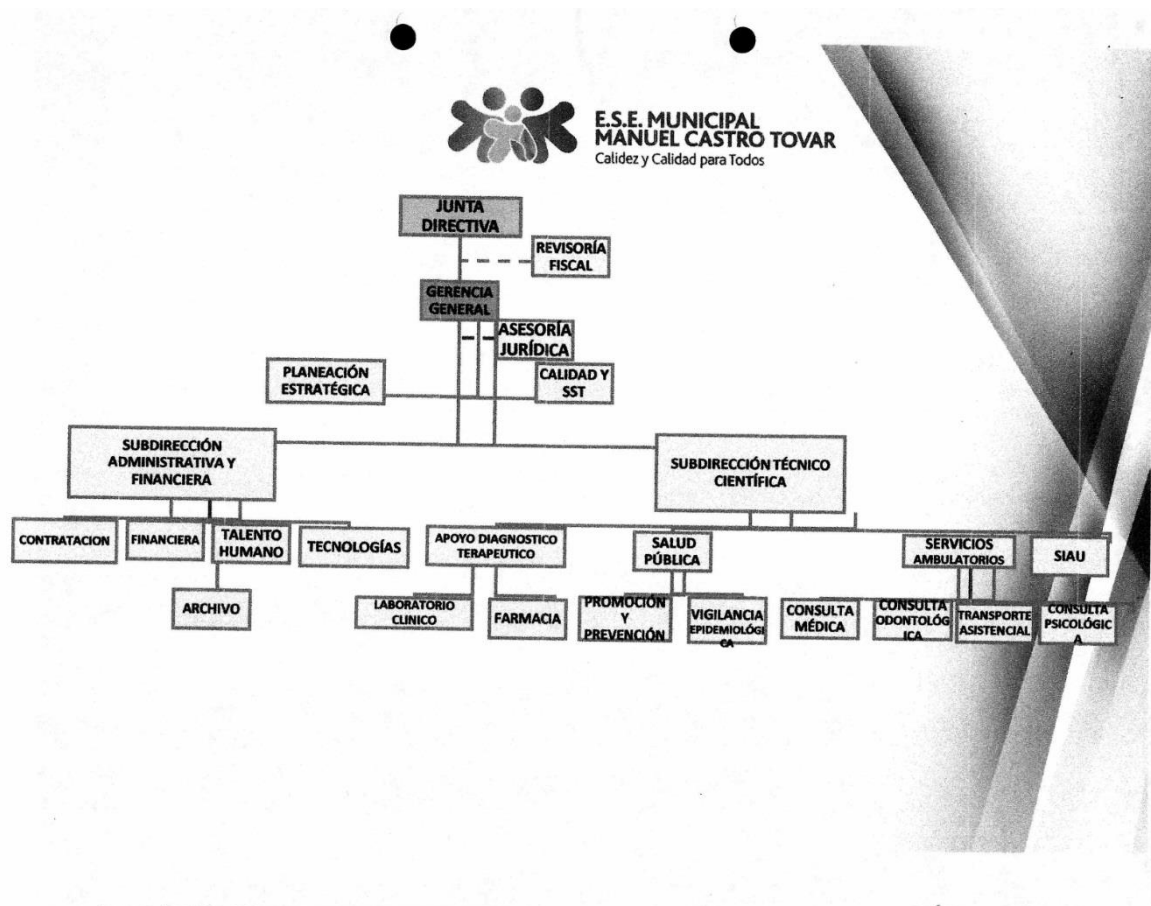 E.S.E. MUNICIPAL
MANUEL CASTRO TOVAR
Calidez y Calidad para Todos
JUNTA
DIRECTIVA
REVISORÍA
FISCAL
GERENCIA
GENERAL
ASESORÍA
JURÍDICA
PLANEACIÓN
ESTRATÉGICA
CALIDAD Y
SST
SUBDIRECCIÓN
ADMINISTRATIVA Y
FINANCIERA
SUBDIRECCIÓN TÉCNICO
CIENTÍFICA
CONTRATACION
FINANCIERA
TALENTO
HUMANO
TECNOLOGÍAS
APOYO DIAGNOSTICO
TERAPEUTICO
SALUD
PÚBLICA
SERVICIOS
AMBULATORIOS
SIAU
ARCHIVO
LABORATORIO
CLINICO
FARMACIA
PROMOCIÓN
Y
PREVENCIÓN
VIGILANCIA
EPIDEMIOLÓGI
CA
CONSULTA
MÉDICA
CONSULTA
ODONTOLÓG
ICA
TRANSPORTE
ASISTENCIAL
CONSULTA
PSICOLÓGIC
A